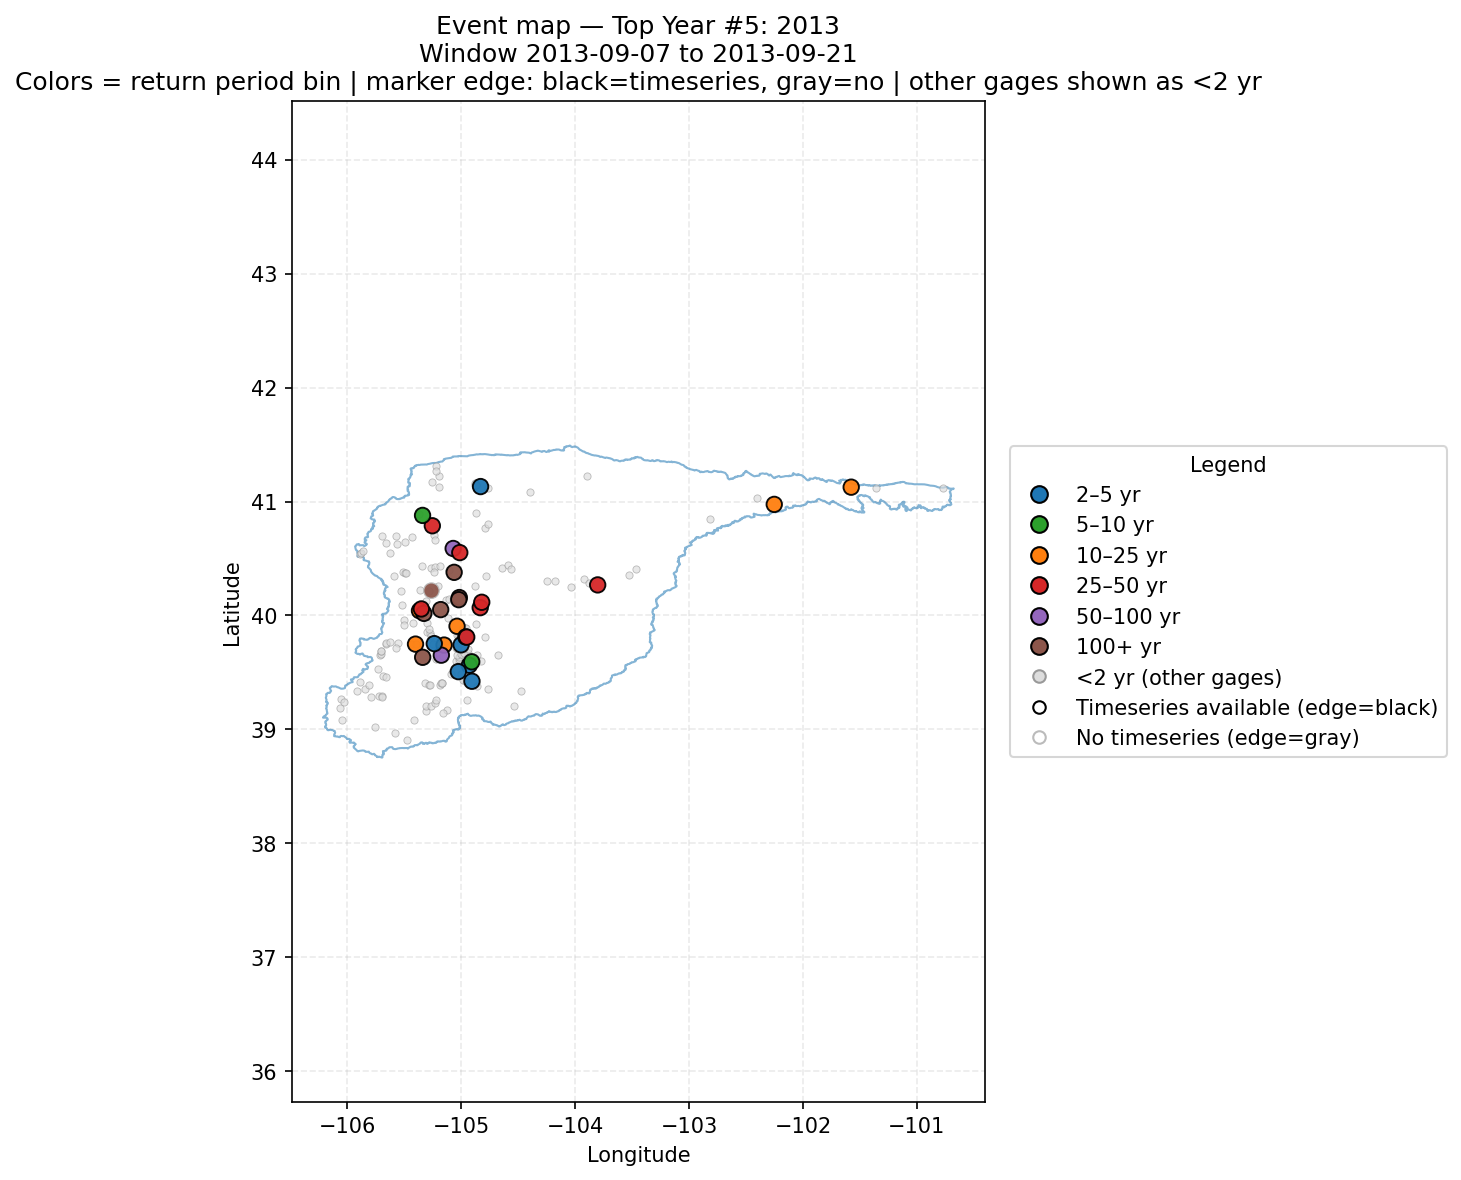 Event map — Top Year #5: 2013
Window 2013-09-07 to 2013-09-21
Colors = return period bin | marker edge: black=timeseries, gray=no | other gages shown as <2 yr
44
43
42
41
40
39
38
37
36
Latitude
−106
−105
−104
−103
−102
−101
Longitude
Legend
2–5 yr
5–10 yr
10–25 yr
25–50 yr
50–100 yr
100+ yr
<2 yr (other gages)
Timeseries available (edge=black)
No timeseries (edge=gray)